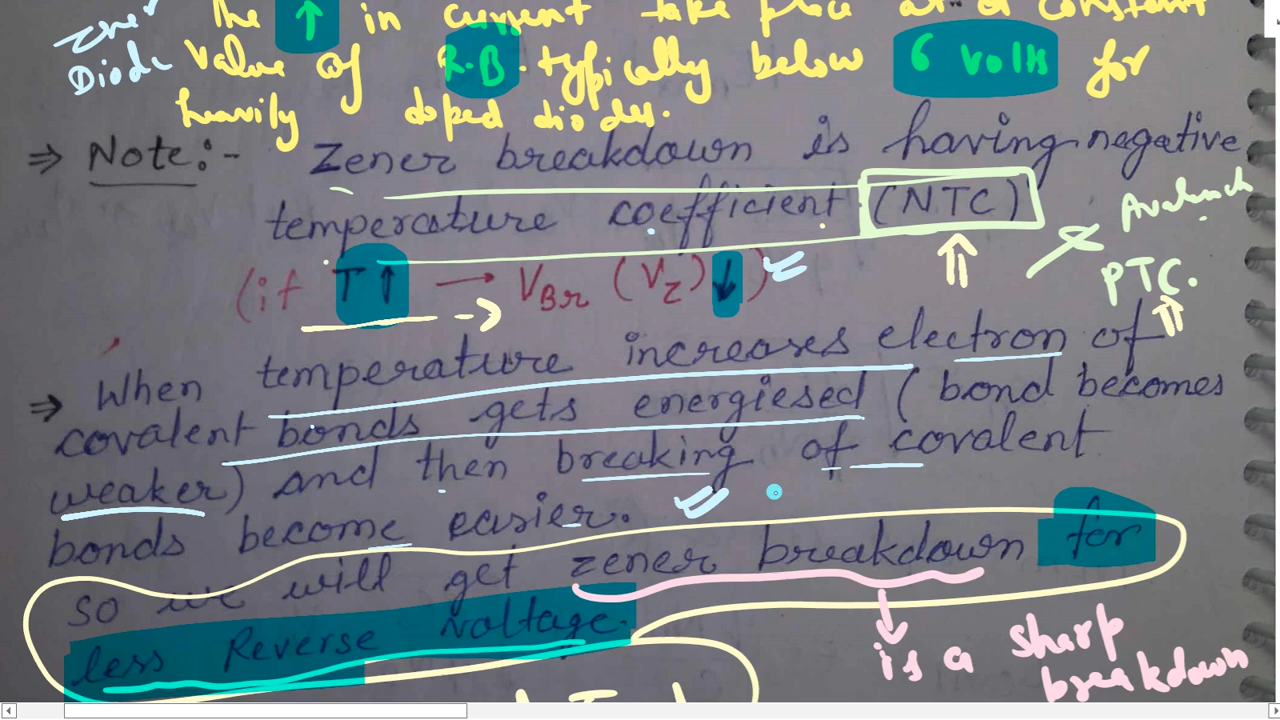 Zener the ↑ in current take place at a constant
Diode Value of R.B. typically below 6 volts for
heavily doped diodes.
⇒ Note:- Zener breakdown is having negative
temperature coefficient (NTC)
Avalanch
PTC.
(if T↑ → VBr (Vz)↓)
⇒ When temperature increases electron of
covalent bonds gets energiesed (bond becomes
weaker) and then breaking of covalent
bonds become easier.
so we will get zener breakdown for
less Reverse voltage.
is a sharp
breakdown